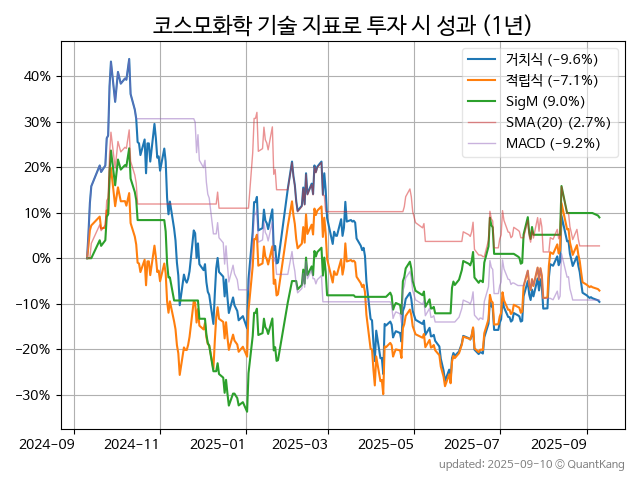 코스모화학 기술 지표로 투자 시 성과 (1년)
거치식 (−9.6%)
적립식 (−7.1%)
SigM (9.0%)
SMA(20) (2.7%)
MACD (−9.2%)
40%
30%
20%
10%
0%
−10%
−20%
−30%
2024-09 2024-11 2025-01 2025-03 2025-05 2025-07 2025-09
updated: 2025-09-10 © QuantKang